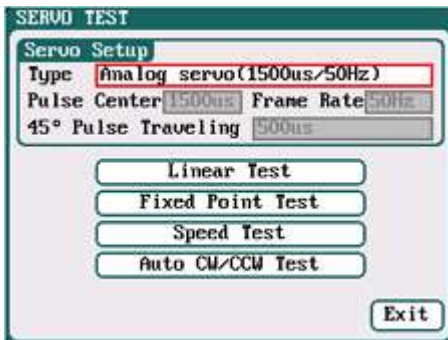 SERVO TEST
Servo Setup
Type Analog servo(1500us/50Hz)
Pulse Center 1500us Frame Rate 50Hz
45° Pulse Traveling 500us
Linear Test
Fixed Point Test
Speed Test
Auto CW/CCW Test
Exit